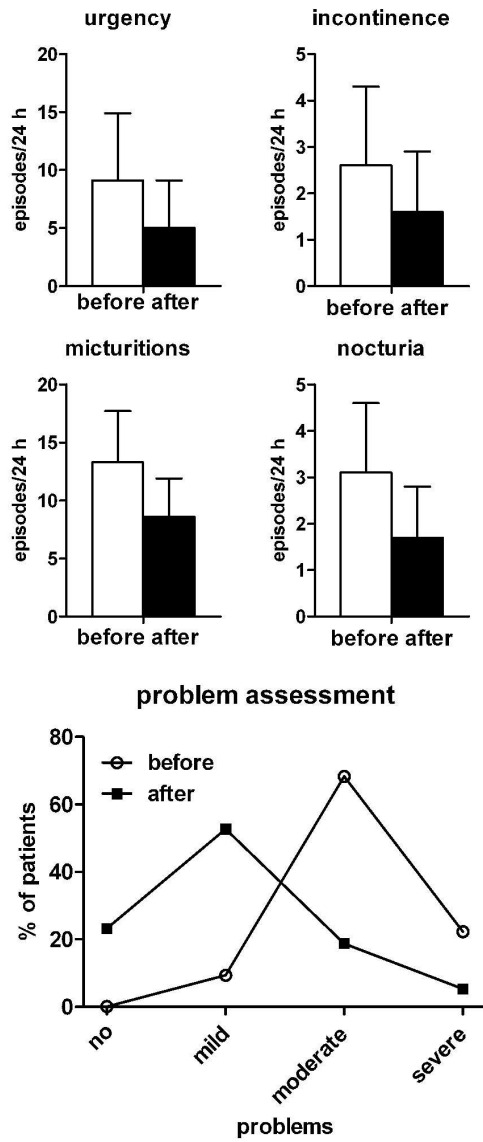 urgency
episodes/24 h
20
15
10
5
0
before after
incontinence
episodes/24 h
5
4
3
2
1
0
before after
micturitions
episodes/24 h
20
15
10
5
0
before after
nocturia
episodes/24 h
5
4
3
2
1
0
before after
problem assessment
% of patients
80
60
40
20
0
before
after
no
mild
moderate
severe
problems